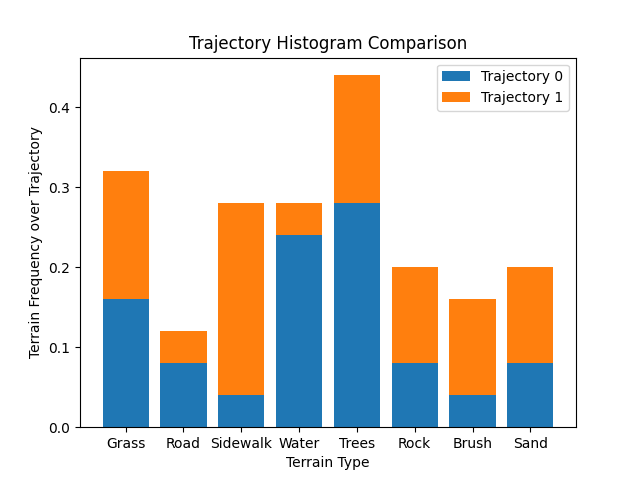 Trajectory Histogram Comparison
Trajectory 0
Trajectory 1
Terrain Frequency over Trajectory
0.4
0.3
0.2
0.1
0.0
Grass Road Sidewalk Water Trees Rock Brush Sand
Terrain Type